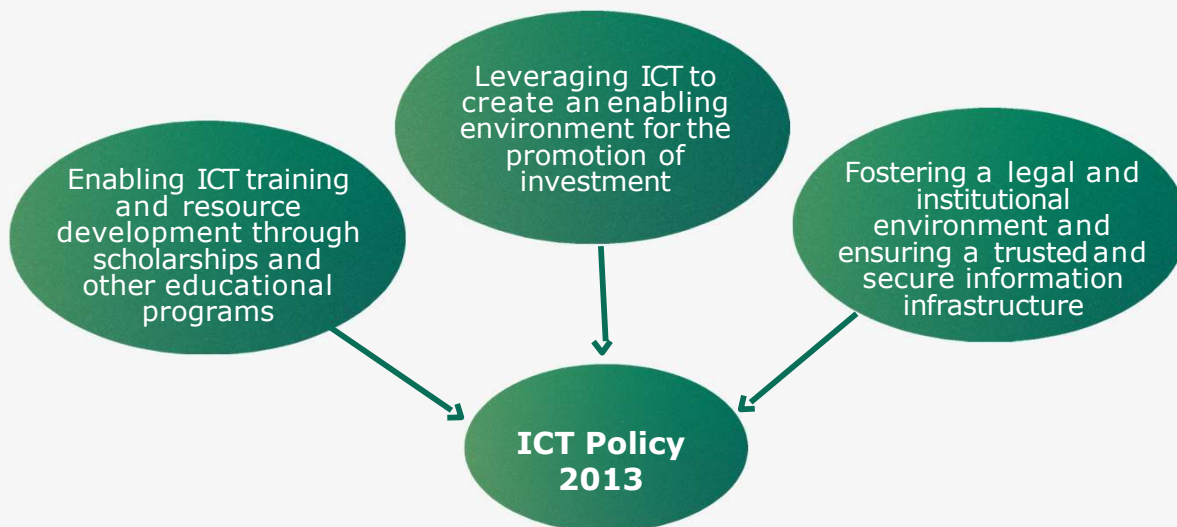 Leveraging ICT to
create an enabling
environment for the
promotion of
investment
Enabling ICT training
and resource
development through
scholarships and
other educational
programs
Fostering a legal and
institutional
environment and
ensuring a trusted and
secure information
infrastructure
ICT Policy
2013